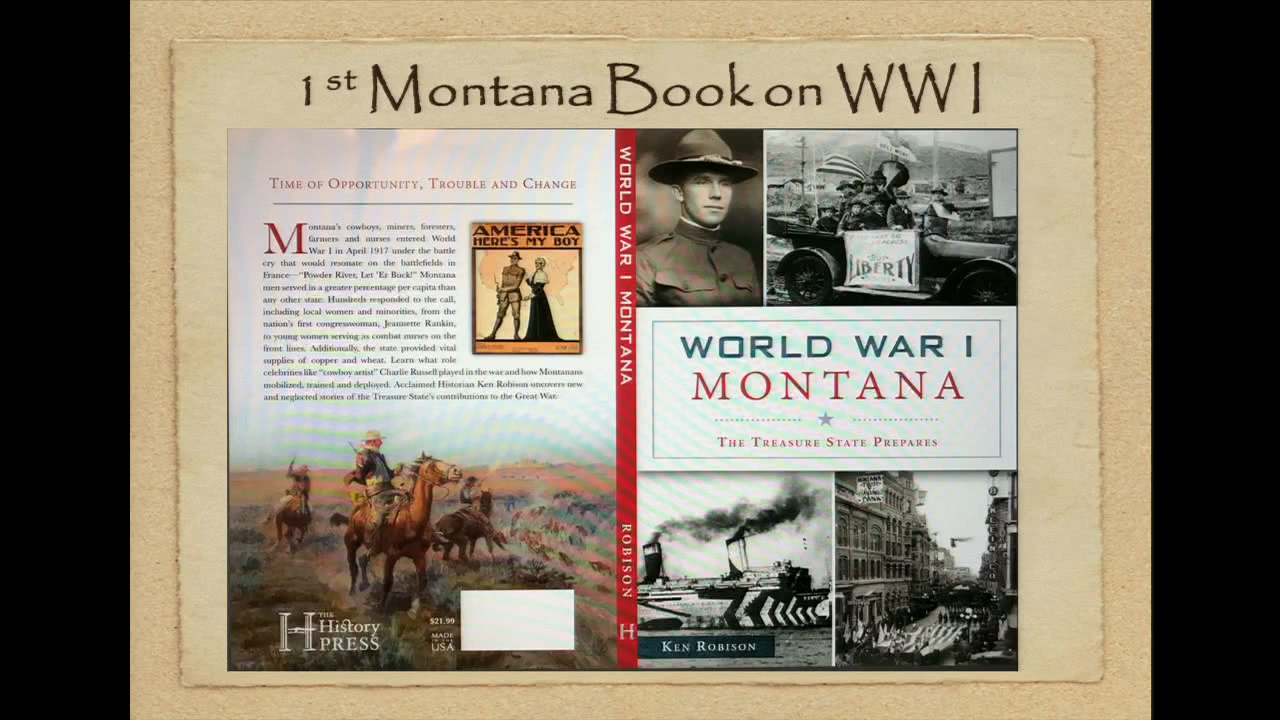 1st Montana Book on WW I
TIME OF OPPORTUNITY, TROUBLE AND CHANGE
Montana's cowboys, miners, foresters,
farmers and nurses entered World
War I in April 1917 under the battle
cry that would resonate on the battlefields in
France—"Powder River, Let 'Er Buck!" Montana
men served in a greater percentage per capita than
any other state. Hundreds responded to the call,
including local women and minorities, from the
nation's first congresswoman, Jeannette Rankin,
to young women serving as combat nurses on the
front lines. Additionally, the state provided vital
supplies of copper and wheat. Learn what role
celebrities like "cowboy artist" Charlie Russell played in the war and how Montanans
mobilized, trained and deployed. Acclaimed Historian Ken Robison uncovers new
and neglected stories of the Treasure State's contributions to the Great War.
AMERICA
HERE'S MY BOY
THE
History
PRESS
$21.99
MADE
IN THE
USA
WORLD WAR I MONTANA
ROBISON
H
BUY
LIBERTY
WORLD WAR I
MONTANA
THE TREASURE STATE PREPARES
KEN ROBISON